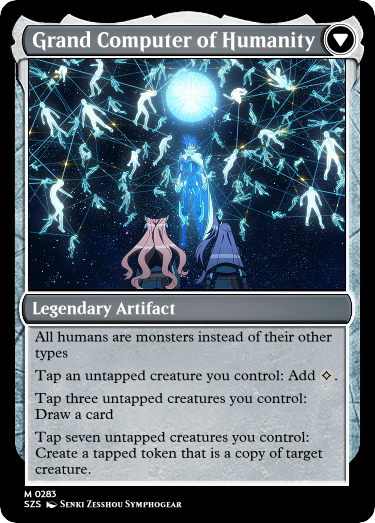 Grand Computer of Humanity
Legendary Artifact
All humans are monsters instead of their other
types
Tap an untapped creature you control: Add .
Tap three untapped creatures you control:
Draw a card
Tap seven untapped creatures you control:
Create a tapped token that is a copy of target
creature.
M 0283
SZS Senki Zesshou Symphogear